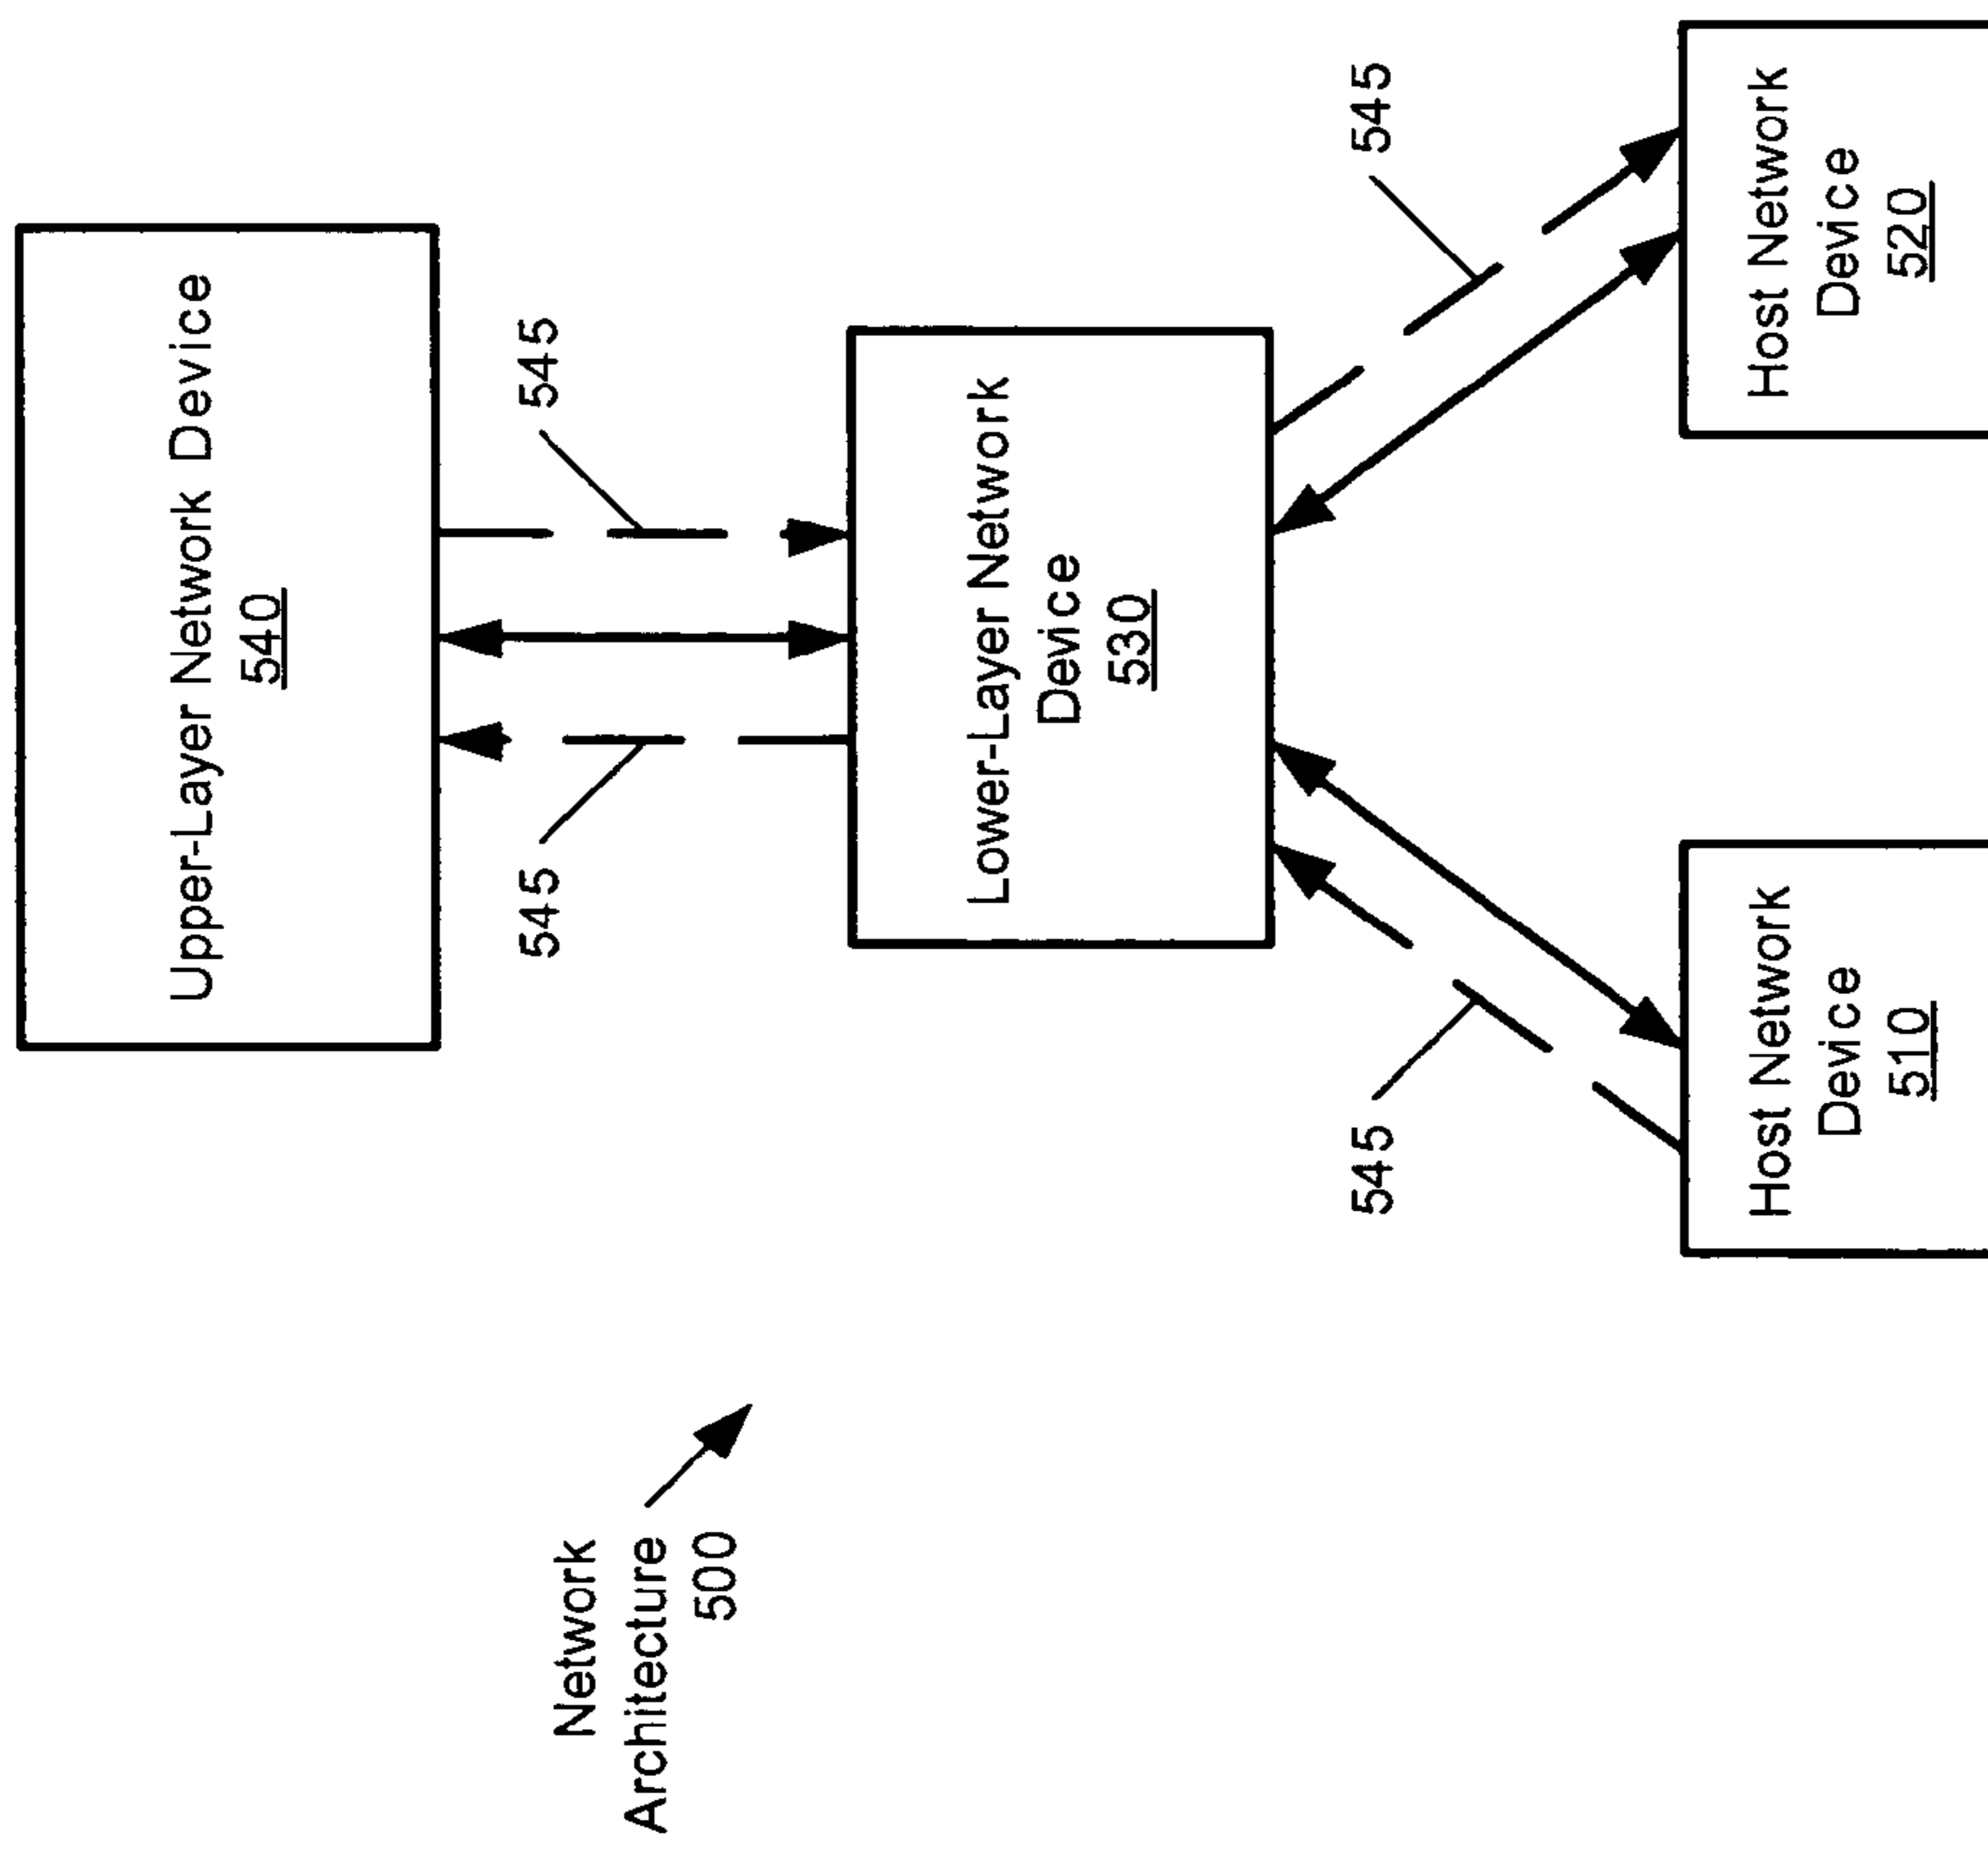 Network
Architecture
500
Upper-Layer Network Device
540
545
545
Lower-Layer Network
Device
530
545
545
Host Network
Device
510
Host Network
Device
520